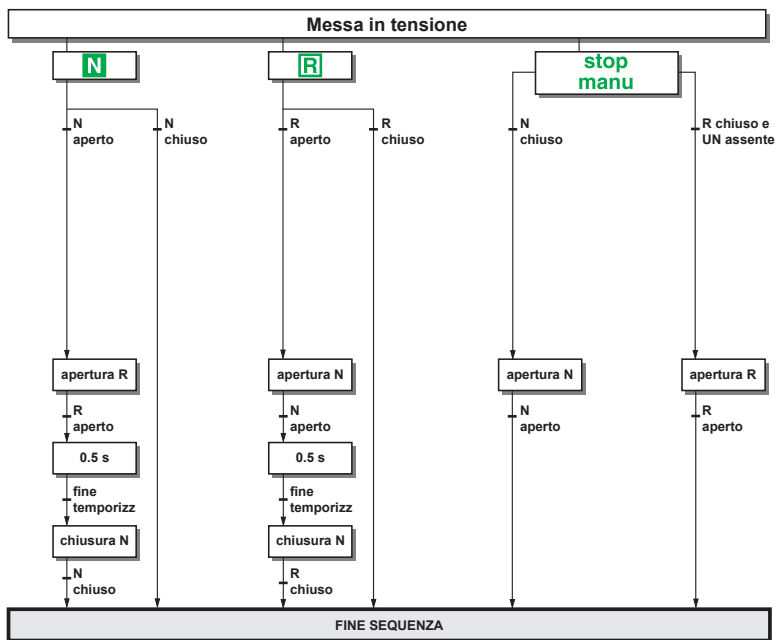 Messa in tensione
N
R
stop
manu
N
aperto
N
chiuso
R
aperto
R
chiuso
N
chiuso
R chiuso e
UN assente
apertura R
apertura N
apertura N
apertura R
R
aperto
N
aperto
N
aperto
R
aperto
0.5 s
0.5 s
fine
temporizz
fine
temporizz
chiusura N
chiusura N
N
chiuso
R
chiuso
FINE SEQUENZA